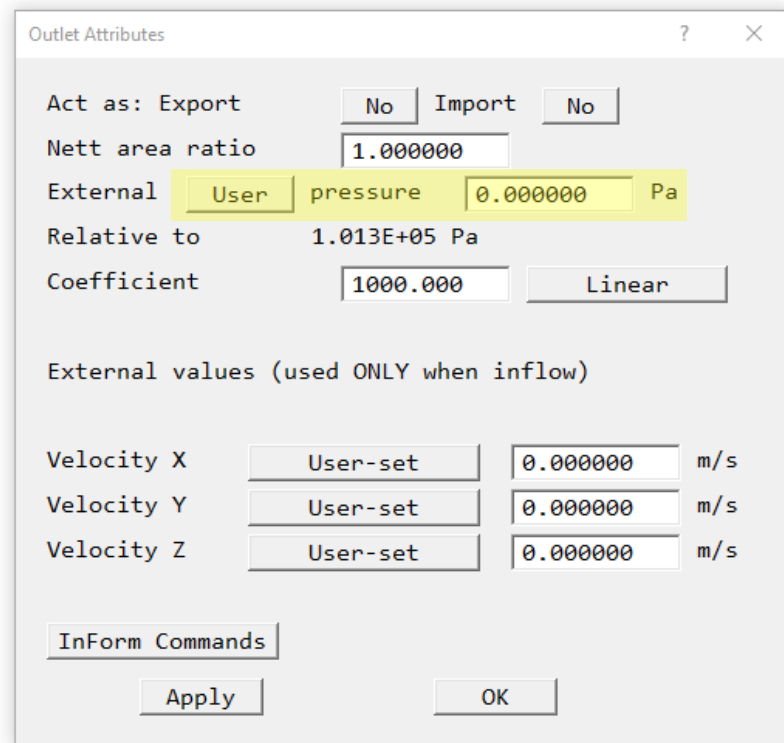 Outlet Attributes ? ×
Act as: Export No Import No
Nett area ratio 1.000000
External User pressure 0.000000 Pa
Relative to 1.013E+05 Pa
Coefficient 1000.000 Linear
External values (used ONLY when inflow)
Velocity X User-set 0.000000 m/s
Velocity Y User-set 0.000000 m/s
Velocity Z User-set 0.000000 m/s
InForm Commands
Apply OK